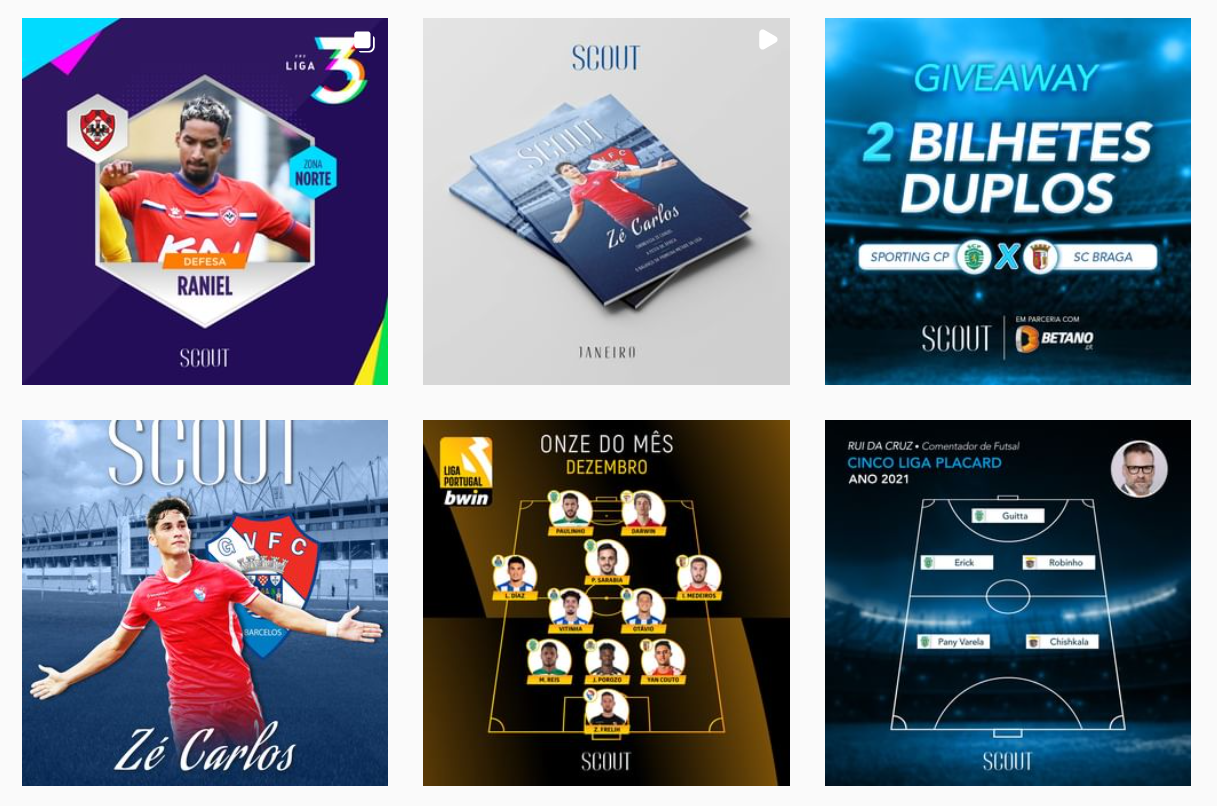 LIGA
3
ZONA
NORTE
DEFESA
RANIEL
SCOUT
SCOUT
SCOUT
Zé Carlos
JANEIRO
GIVEAWAY
2 BILHETES
DUPLOS
SPORTING CP X SC BRAGA
EM PARCERIA COM
SCOUT BETANO
.pt
SCOUT
GVFC
BARCELOS
Zé Carlos
LIGA
PORTUGAL
bwin
ONZE DO MÊS
DEZEMBRO
PAULINHO DARWIN
P. SARABIA
L. DÍAZ I. MEDEIROS
VITINHA OTÁVIO
M. REIS J. POROZO YAN COUTO
Z. FRELIH
SCOUT
RUI DA CRUZ • Comentador de Futsal
CINCO LIGA PLACARD
ANO 2021
Guitta
Erick Robinho
Pany Varela Chishkala
SCOUT